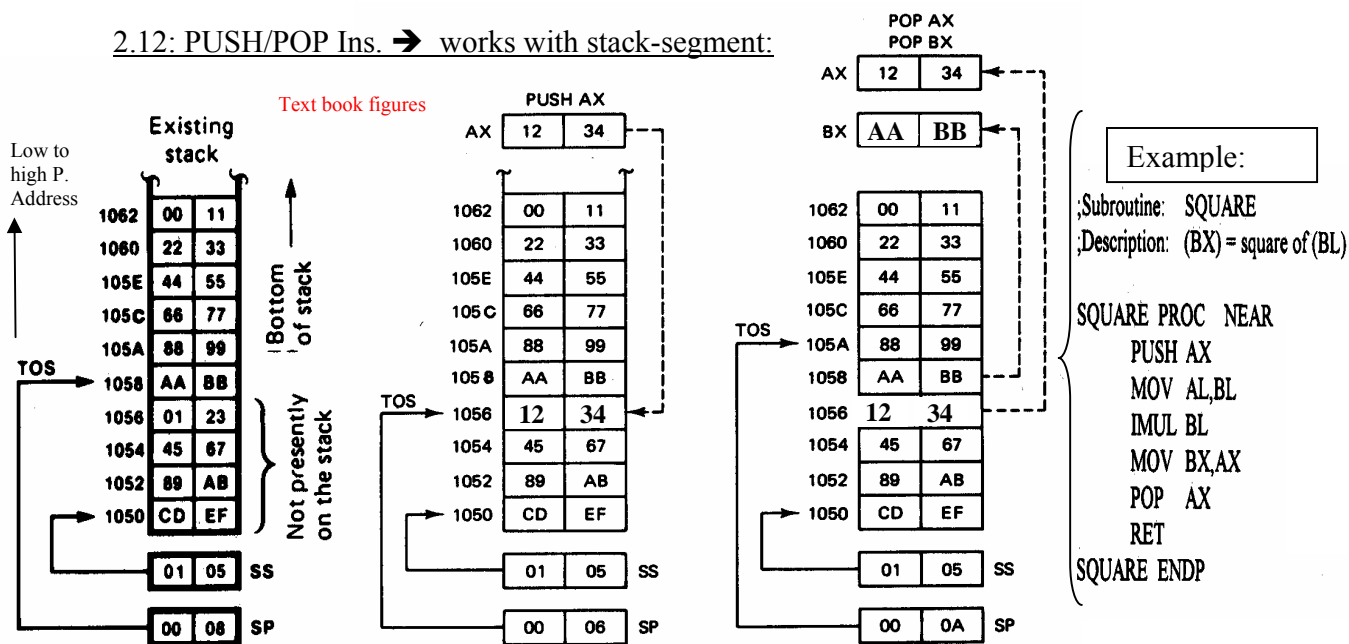 2.12: PUSH/POP Ins. ➔ works with stack-segment:
Text book figures
Low to
high P.
Address
Existing
stack
1062 00 11
1060 22 33
105E 44 55
105C 66 77
105A 88 99
TOS
1058 AA BB
1056 01 23
1054 45 67
1052 89 AB
1050 CD EF
01 05 SS
00 08 SP
Bottom
of stack
Not presently
on the stack
PUSH AX
AX 12 34
1062 00 11
1060 22 33
105E 44 55
105C 66 77
105A 88 99
1058 AA BB
TOS
1056 12 34
1054 45 67
1052 89 AB
1050 CD EF
01 05 SS
00 06 SP
POP AX
POP BX
AX 12 34
BX AA BB
1062 00 11
1060 22 33
105E 44 55
105C 66 77
TOS
105A 88 99
1058 AA BB
1056 12 34
1054 45 67
1052 89 AB
1050 CD EF
01 05 SS
00 0A SP
Example:
;Subroutine: SQUARE
;Description: (BX) = square of (BL)
SQUARE PROC NEAR
PUSH AX
MOV AL,BL
IMUL BL
MOV BX,AX
POP AX
RET
SQUARE ENDP